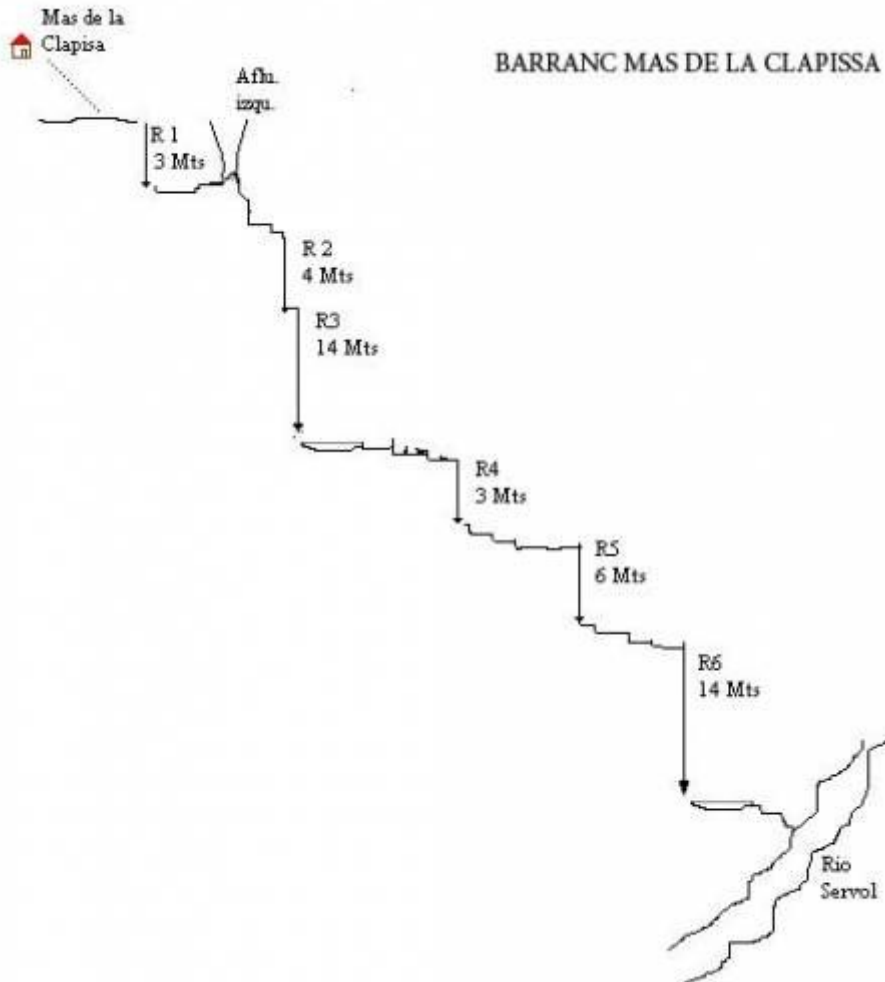 Mas de la
Clapisa
BARRANC MAS DE LA CLAPISSA
Aflu.
izqu.
R 1
3 Mts
R 2
4 Mts
R3
14 Mts
R4
3 Mts
R5
6 Mts
R6
14 Mts
Rio
Servol